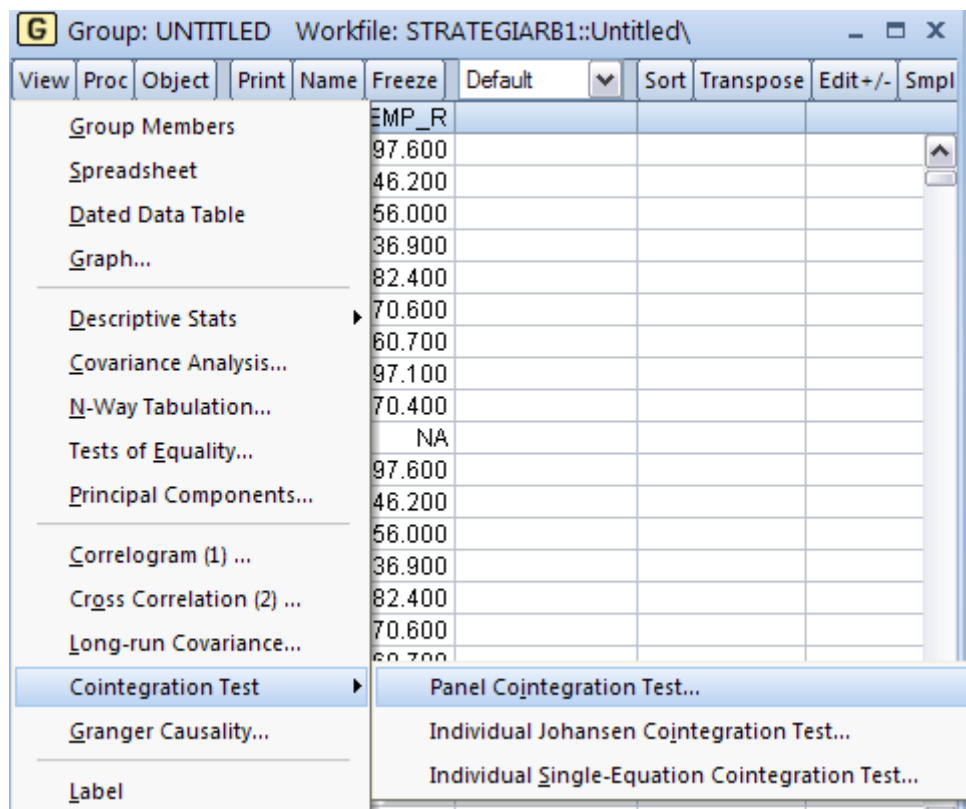 G Group: UNTITLED Workfile: STRATEGIARB1::Untitled\
View Proc Object Print Name Freeze Default Sort Transpose Edit+/- Smpl
EMP_R
97.600
46.200
56.000
36.900
82.400
70.600
60.700
97.100
70.400
NA
97.600
46.200
56.000
36.900
82.400
70.600
60.700
Group Members
Spreadsheet
Dated Data Table
Graph...
Descriptive Stats
Covariance Analysis...
N-Way Tabulation...
Tests of Equality...
Principal Components...
Correlogram (1) ...
Cross Correlation (2) ...
Long-run Covariance...
Cointegration Test
Granger Causality...
Label
Panel Cointegration Test...
Individual Johansen Cointegration Test...
Individual Single-Equation Cointegration Test...